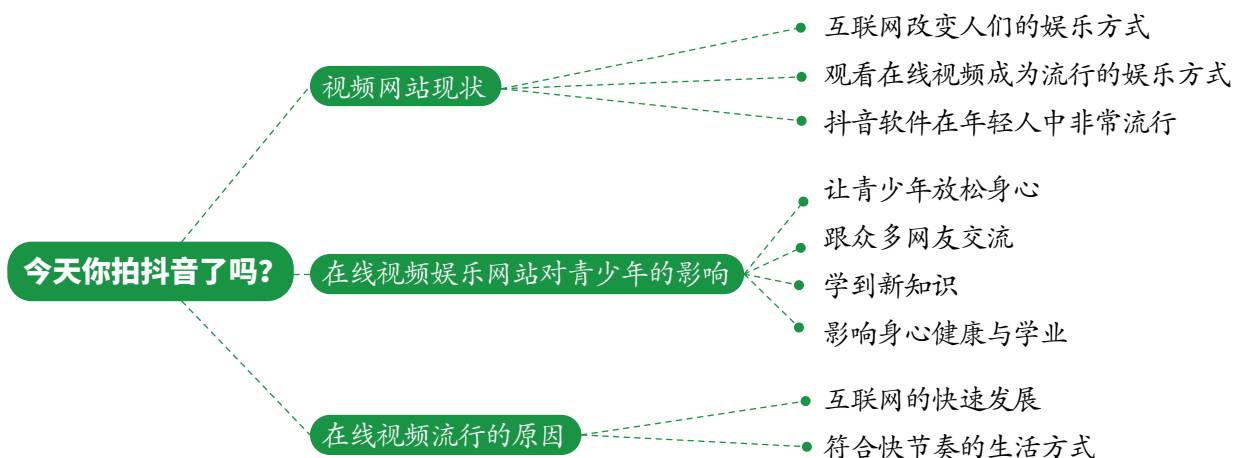 今天你拍抖音了吗?
视频网站现状
互联网改变人们的娱乐方式
观看在线视频成为流行的娱乐方式
抖音软件在年轻人中非常流行
在线视频娱乐网站对青少年的影响
让青少年放松身心
跟众多网友交流
学到新知识
影响身心健康与学业
在线视频流行的原因
互联网的快速发展
符合快节奏的生活方式